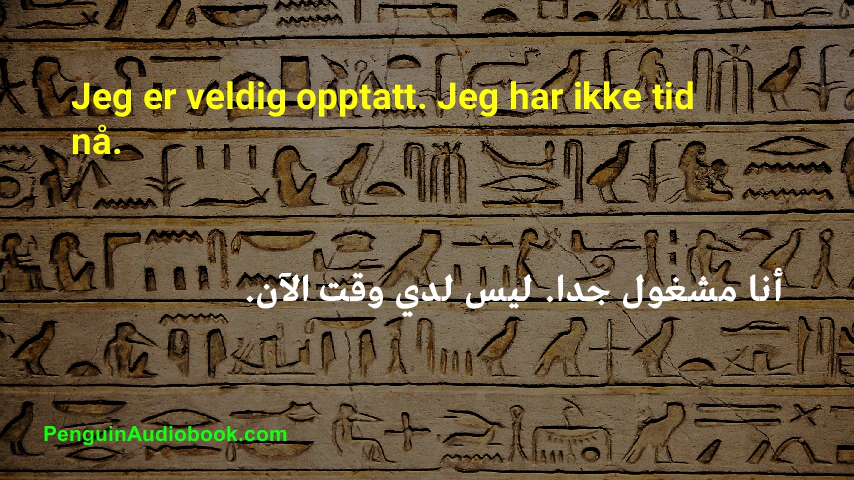 Jeg er veldig opptatt. Jeg har ikke tid
nå.
أنا مشغول جدا. ليس لدي وقت الآن.
PenguinAudiobook.com